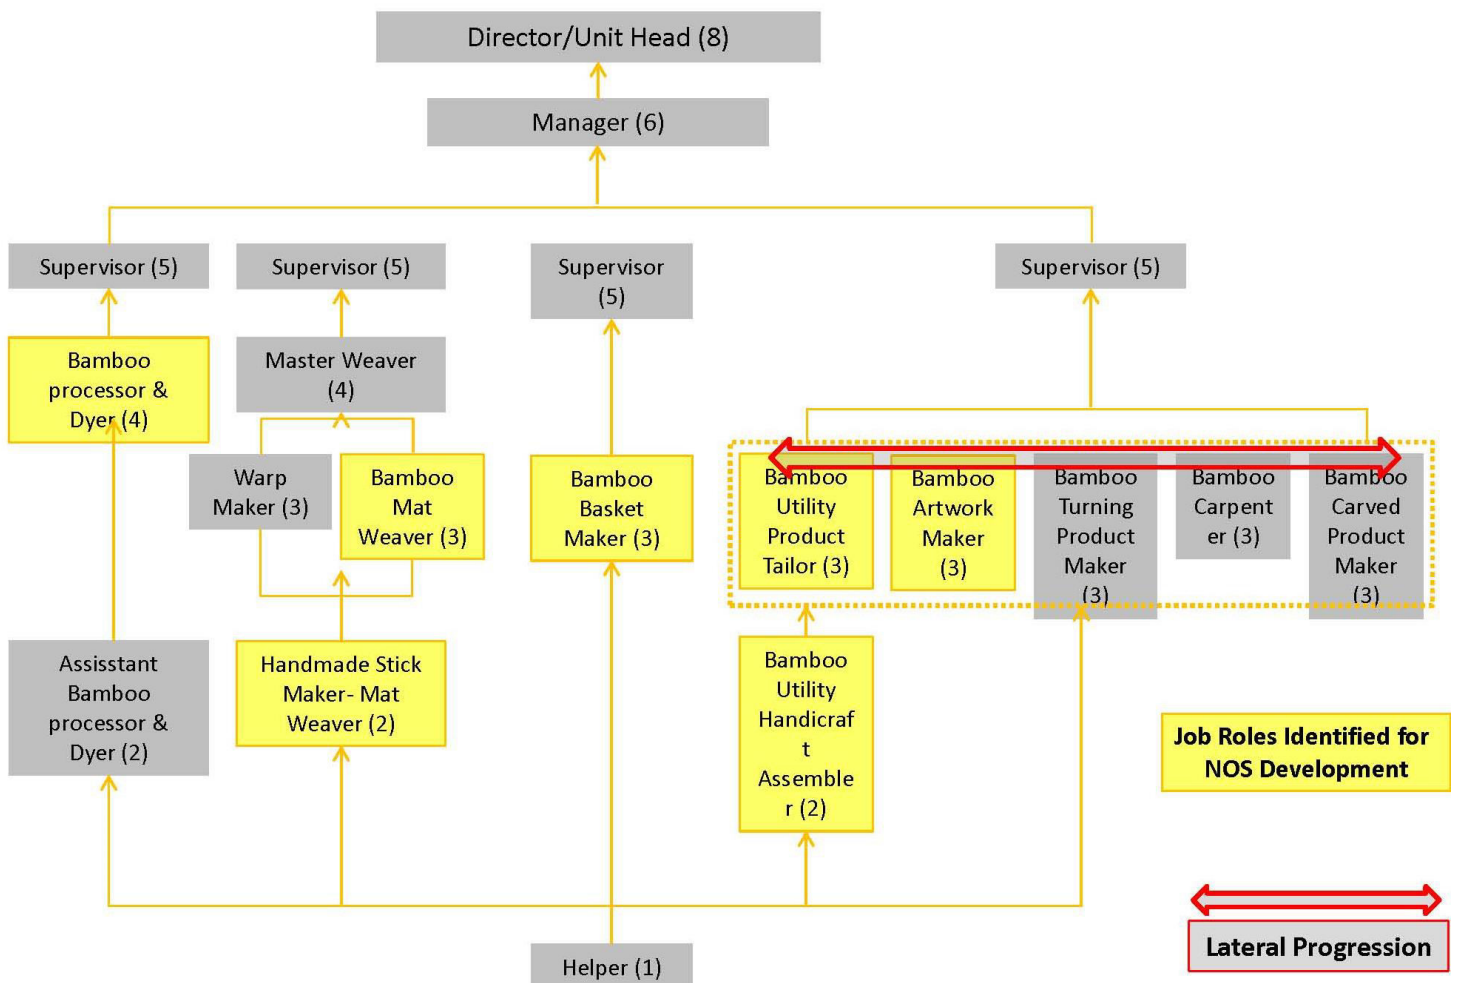 Director/Unit Head (8)
Manager (6)
Supervisor (5)
Supervisor (5)
Supervisor
(5)
Supervisor (5)
Bamboo
processor &
Dyer (4)
Master Weaver
(4)
Warp
Maker (3)
Bamboo
Mat
Weaver (3)
Bamboo
Basket
Maker (3)
Bamboo
Utility
Product
Tailor (3)
Bamboo
Artwork
Maker
(3)
Bamboo
Turning
Product
Maker
(3)
Bamboo
Carpent
er (3)
Bamboo
Carved
Product
Maker
(3)
Assisstant
Bamboo
processor &
Dyer (2)
Handmade Stick
Maker- Mat
Weaver (2)
Bamboo
Utility
Handicraf
t
Assemble
r (2)
Job Roles Identified for
NOS Development
Helper (1)
Lateral Progression